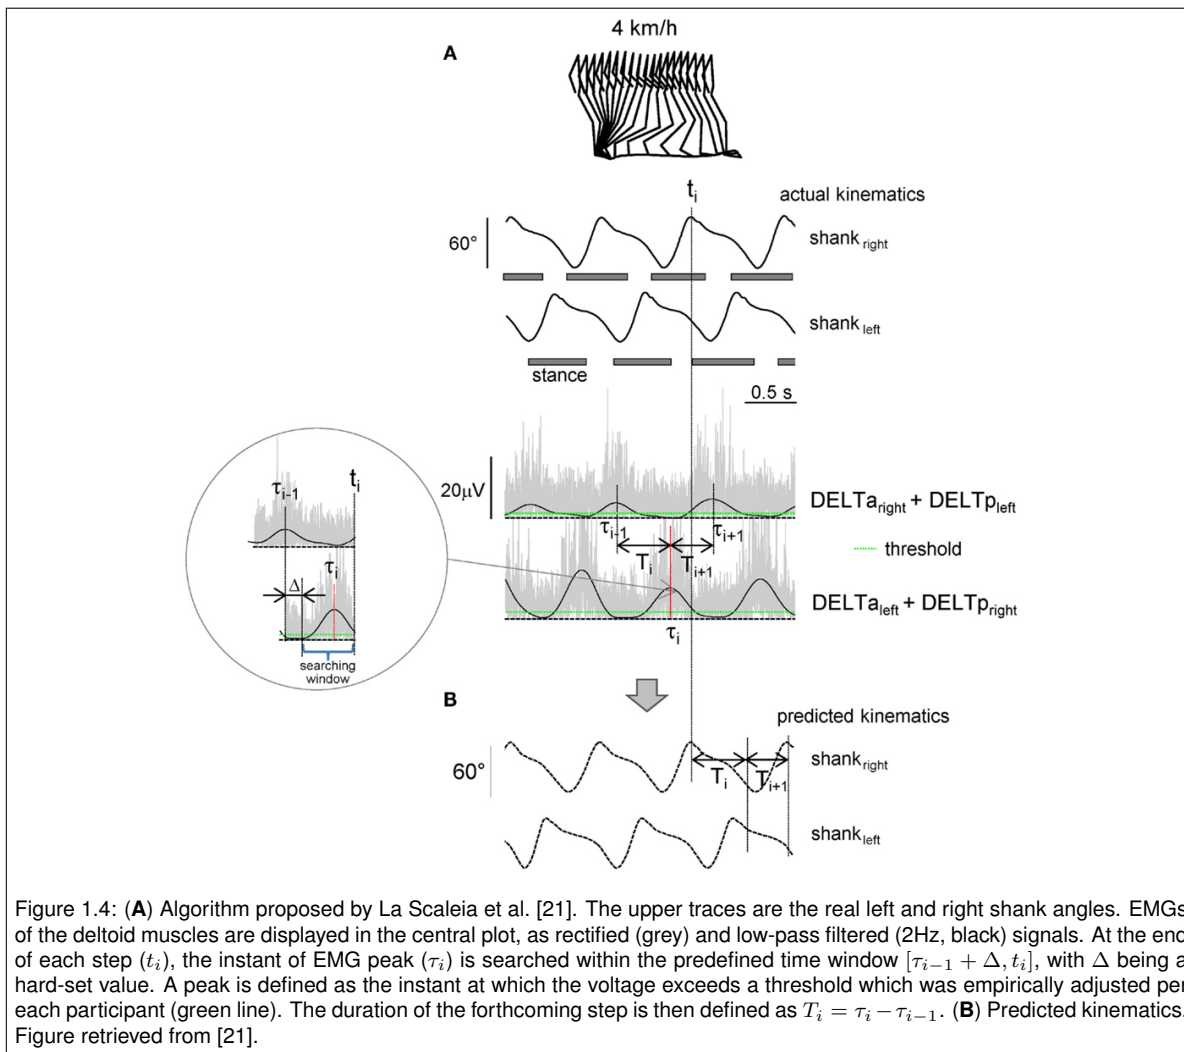 4 km/h
A
t_i
actual kinematics
60°
shank_right
shank_left
stance
0.5 s
20μV
τ_i-1
τ_i+1
T_i
T_i+1
DELTa_right + DELTp_left
threshold
DELTa_left + DELTp_right
τ_i
τ_i-1
t_i
Δ
τ_i
searching
window
B
predicted kinematics
60°
shank_right
T_i
T_i+1
shank_left
Figure 1.4: (A) Algorithm proposed by La Scaleia et al. [21]. The upper traces are the real left and right shank angles. EMGs
of the deltoid muscles are displayed in the central plot, as rectified (grey) and low-pass filtered (2Hz, black) signals. At the end
of each step (t_i), the instant of EMG peak (τ_i) is searched within the predefined time window [τ_i−1 + Δ, t_i], with Δ being a
hard-set value. A peak is defined as the instant at which the voltage exceeds a threshold which was empirically adjusted per
each participant (green line). The duration of the forthcoming step is then defined as T_i = τ_i − τ_i−1. (B) Predicted kinematics.
Figure retrieved from [21].